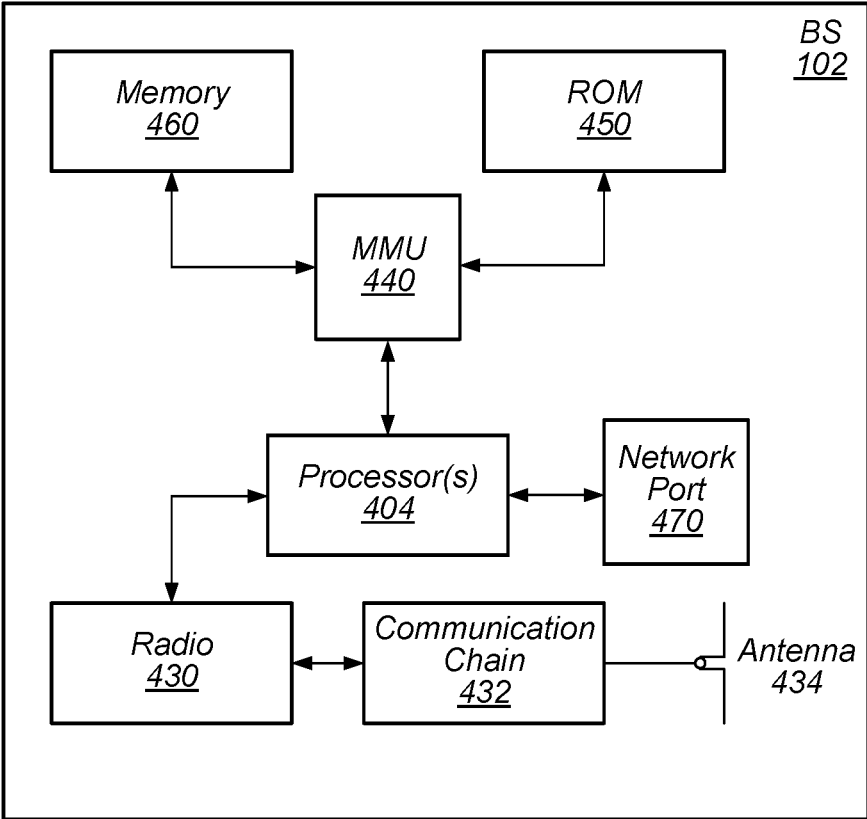 BS
102
Memory
460
ROM
450
MMU
440
Processor(s)
404
Network
Port
470
Radio
430
Communication
Chain
432
Antenna
434